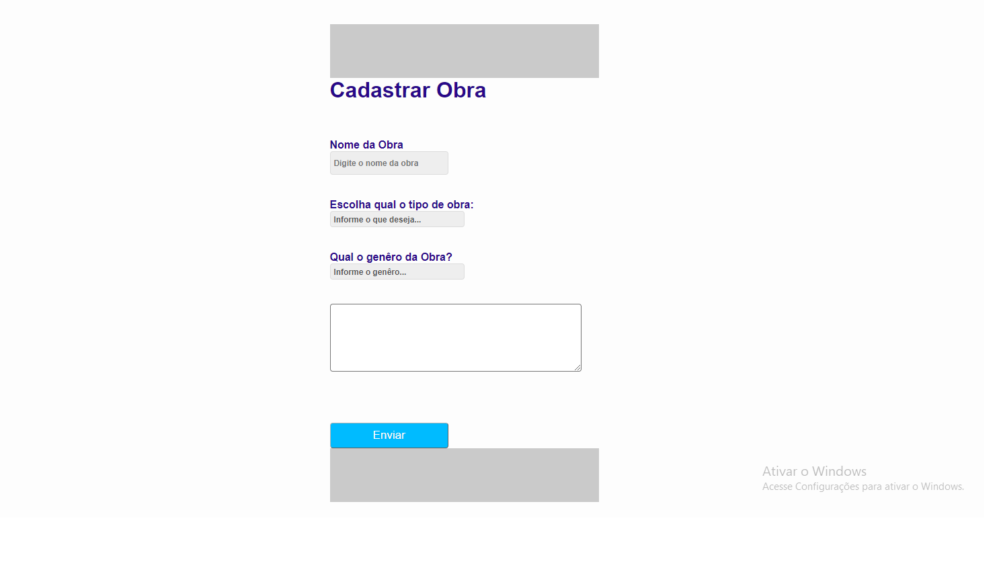 Cadastrar Obra
Nome da Obra
Digite o nome da obra
Escolha qual o tipo de obra:
Informe o que deseja...
Qual o genêro da Obra?
Informe o genêro...
Enviar
Ativar o Windows
Acesse Configurações para ativar o Windows.